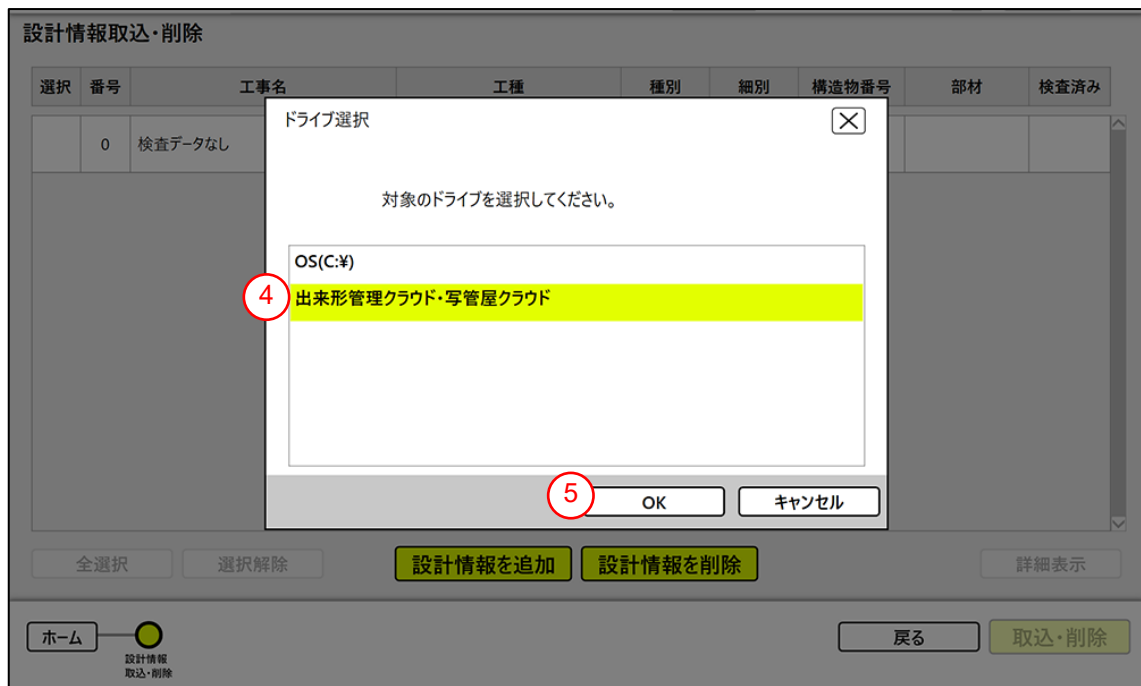 設計情報取込・削除
選択 番号 工事名 工種 種別 細別 構造物番号 部材 検査済み
0 検査データなし
ドライブ選択
対象のドライブを選択してください。
OS(C:¥)
4 出来形管理クラウド・写管屋クラウド
5 OK キャンセル
全選択 選択解除 設計情報を追加 設計情報を削除 詳細表示
ホーム 戻る 取込・削除
設計情報
取込・削除